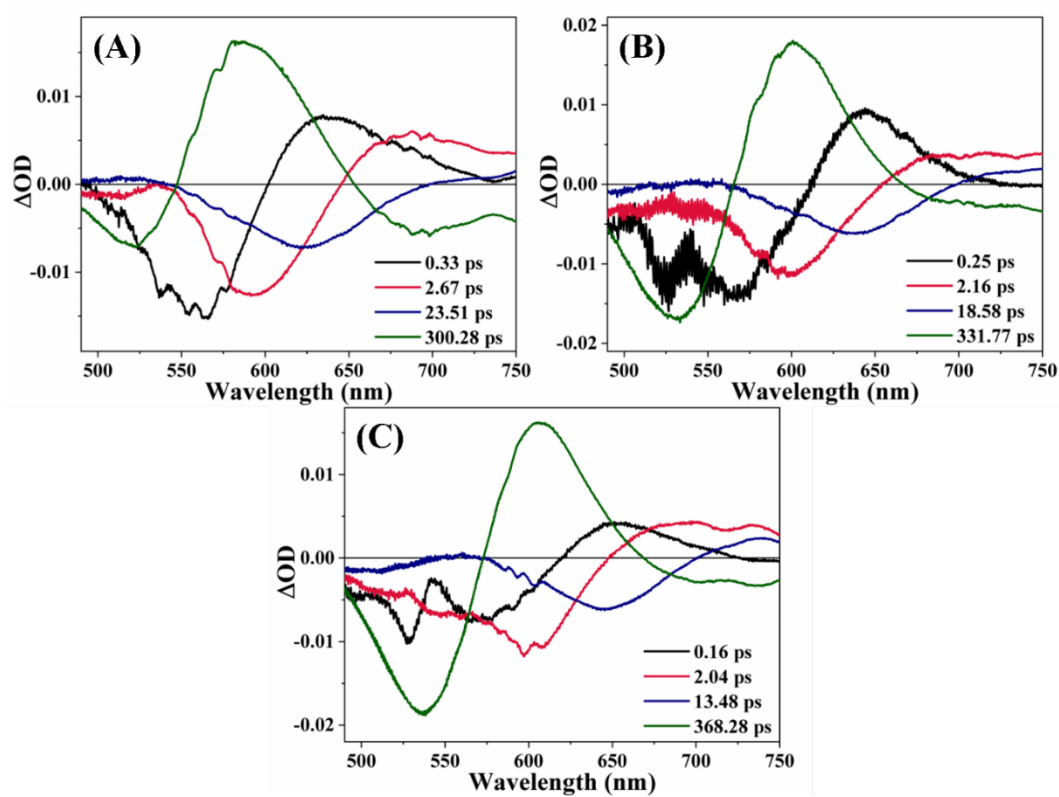 (A)
ΔOD
0.01
0.00
-0.01
0.33 ps
2.67 ps
23.51 ps
300.28 ps
500 550 600 650 700 750
Wavelength (nm)
(B)
ΔOD
0.02
0.01
0.00
-0.01
-0.02
0.25 ps
2.16 ps
18.58 ps
331.77 ps
500 550 600 650 700 750
Wavelength (nm)
(C)
ΔOD
0.01
0.00
-0.01
-0.02
0.16 ps
2.04 ps
13.48 ps
368.28 ps
500 550 600 650 700 750
Wavelength (nm)